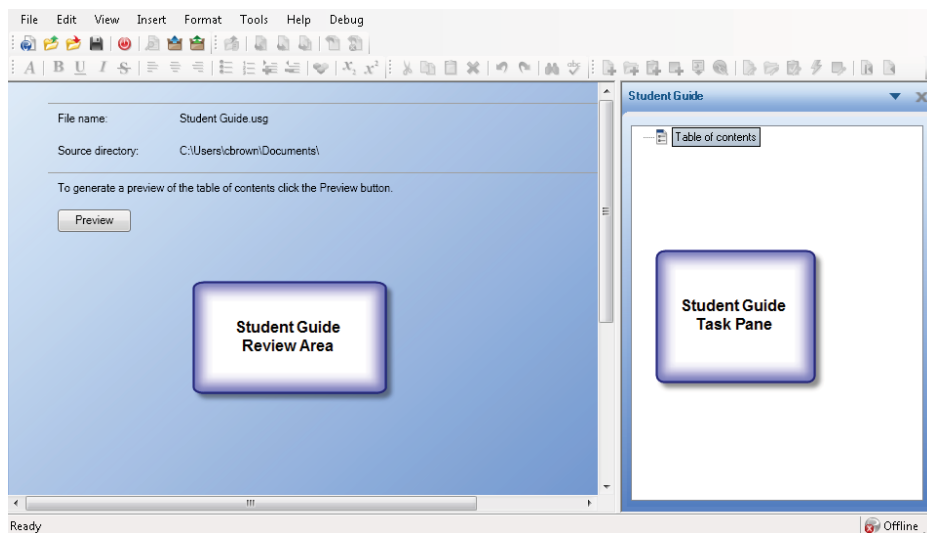 File Edit View Insert Format Tools Help Debug
A B U I S X₂ x²
Student Guide
File name: Student Guide.usg
Source directory: C:\Users\cbrown\Documents\
To generate a preview of the table of contents click the Preview button.
Preview
Table of contents
Student Guide
Review Area
Student Guide
Task Pane
Ready
Offline